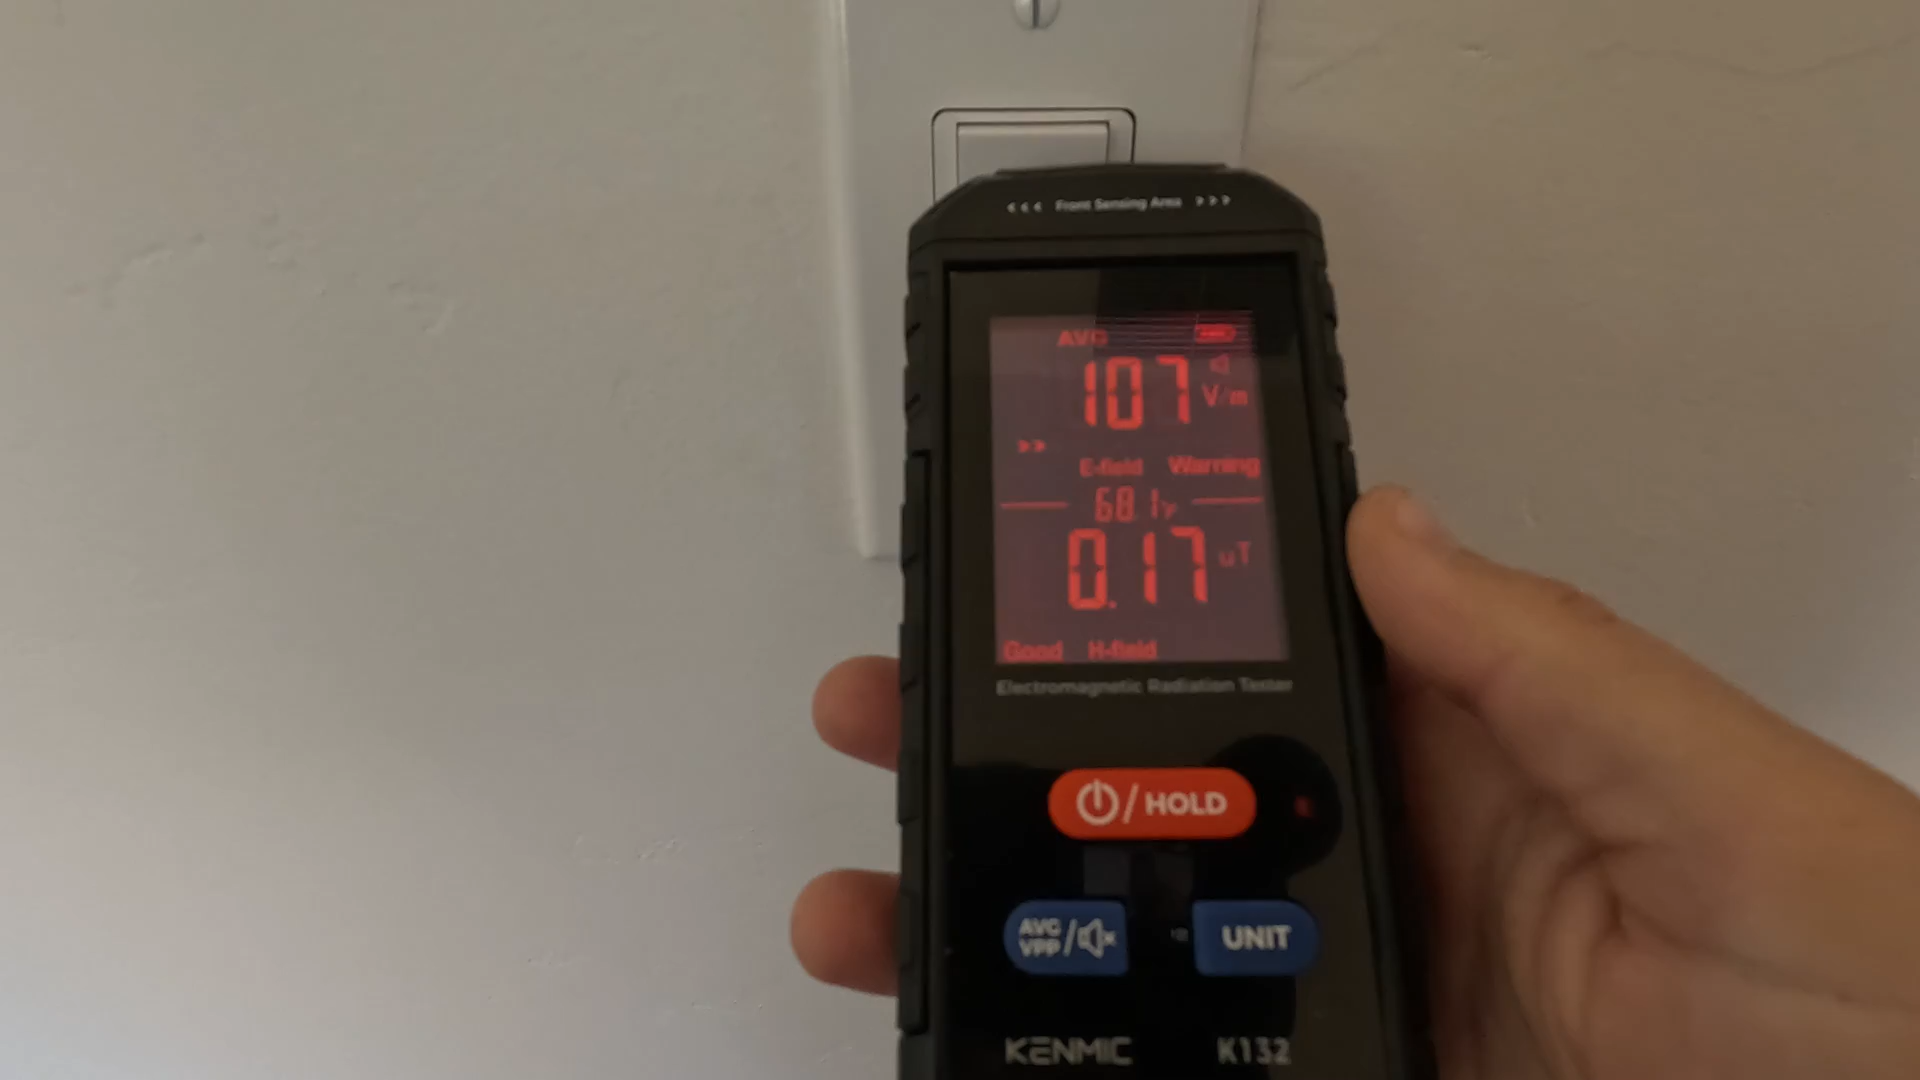 <<< Front Sensing Area >>>
AVG
107 V/m
>>
E-field Warning
68.1°F
0.17 uT
Good H-field
Electromagnetic Radiation Tester
/ HOLD
AVG
VPP /
UNIT
KENMIC K132